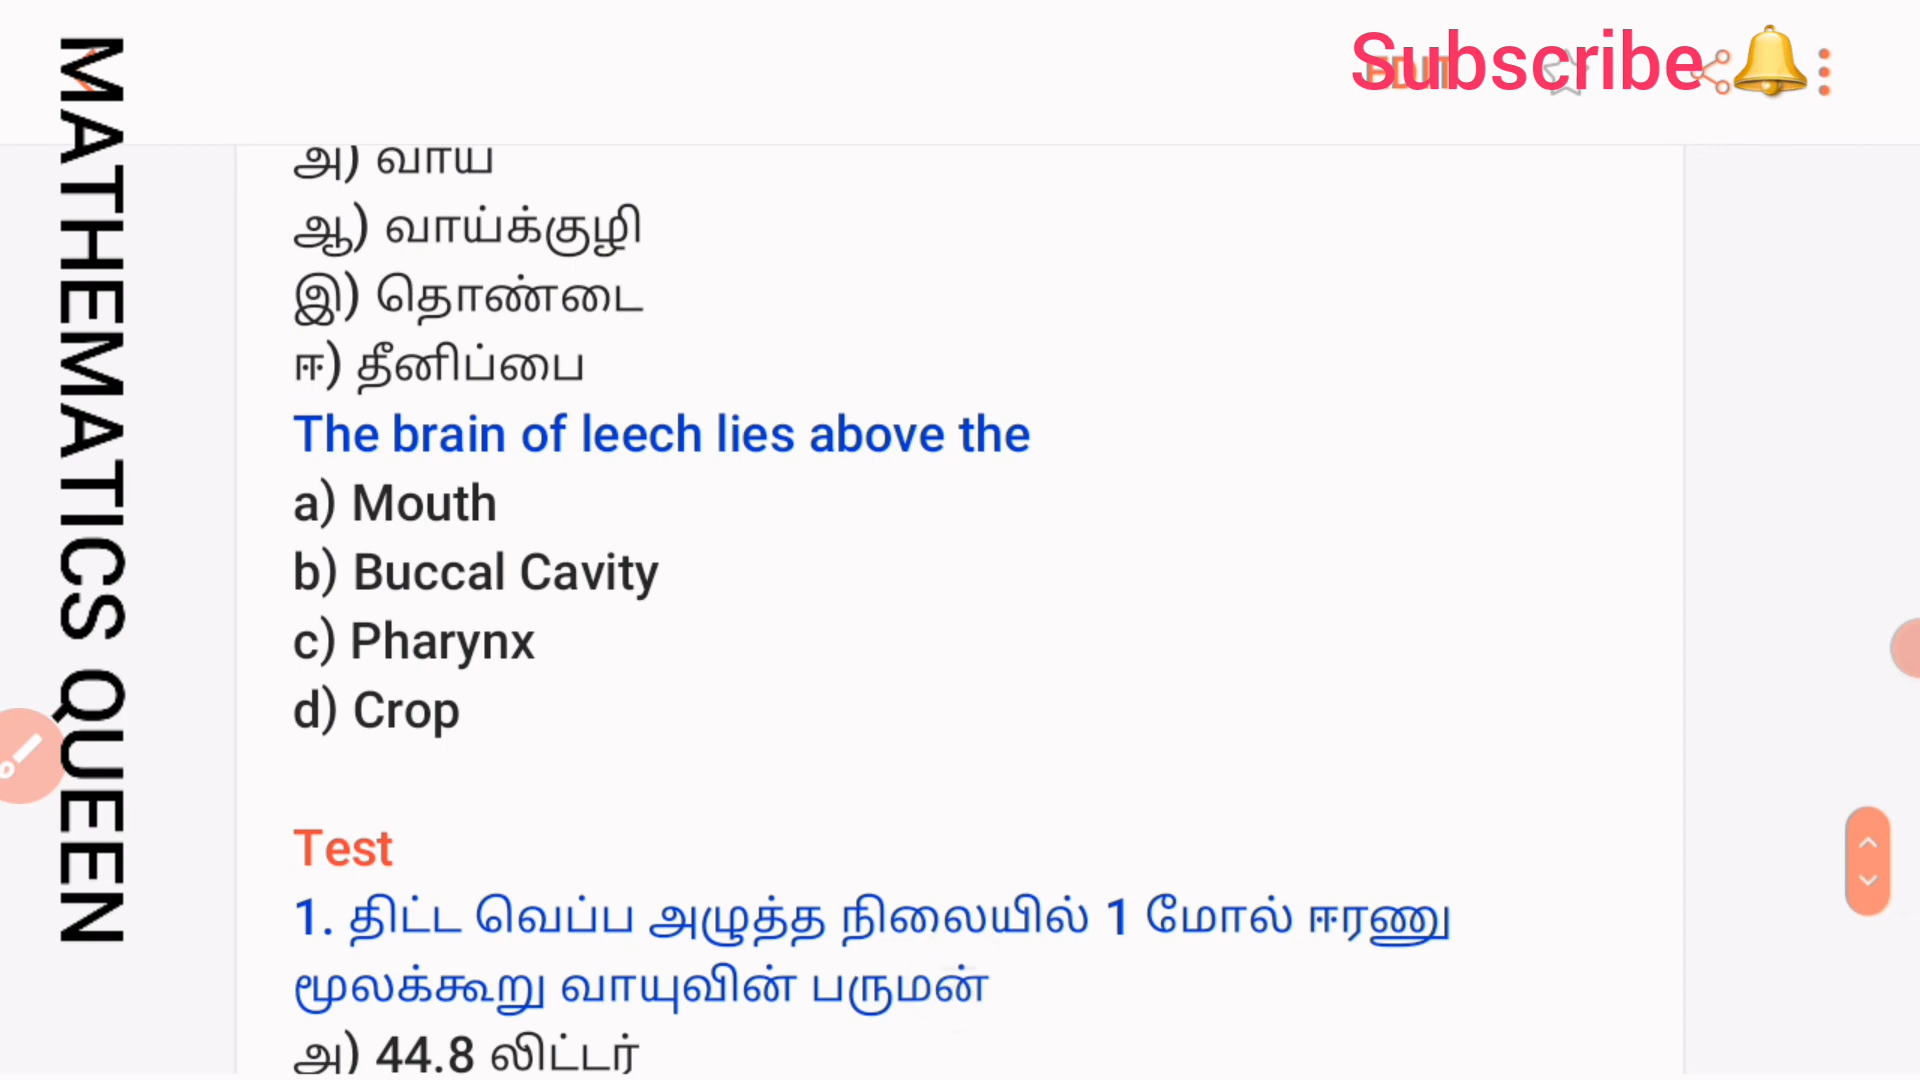 MATHEMATICS QUEEN
Subscribe🔔
அ) வாய்
ஆ) வாய்க்குழி
இ) தொண்டை
ஈ) தீனிப்பை
The brain of leech lies above the
a) Mouth
b) Buccal Cavity
c) Pharynx
d) Crop
Test
1. திட்ட வெப்ப அழுத்த நிலையில் 1 மோல் ஈரணு
மூலக்கூறு வாயுவின் பருமன்
அ) 44.8 லிட்டர்